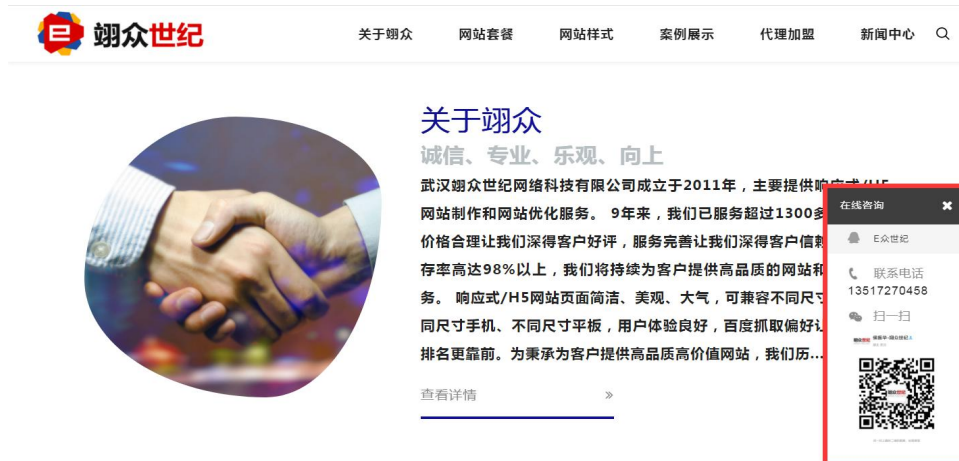 翊众世纪
关于翊众 网站套餐 网站样式 案例展示 代理加盟 新闻中心
关于翊众
诚信、专业、乐观、向上
武汉翊众世纪网络科技有限公司成立于2011年，主要提供响应式/H5
网站制作和网站优化服务。 9年来，我们已服务超过1300多
价格合理让我们深得客户好评，服务完善让我们深得客户信赖
存率高达98%以上，我们将持续为客户提供高品质的网站和
务。 响应式/H5网站页面简洁、美观、大气，可兼容不同尺寸
同尺寸手机、不同尺寸平板，用户体验良好，百度抓取偏好让
排名更靠前。为秉承为客户提供高品质高价值网站，我们历...
查看详情
在线咨询
E众世纪
联系电话
13517270458
扫一扫